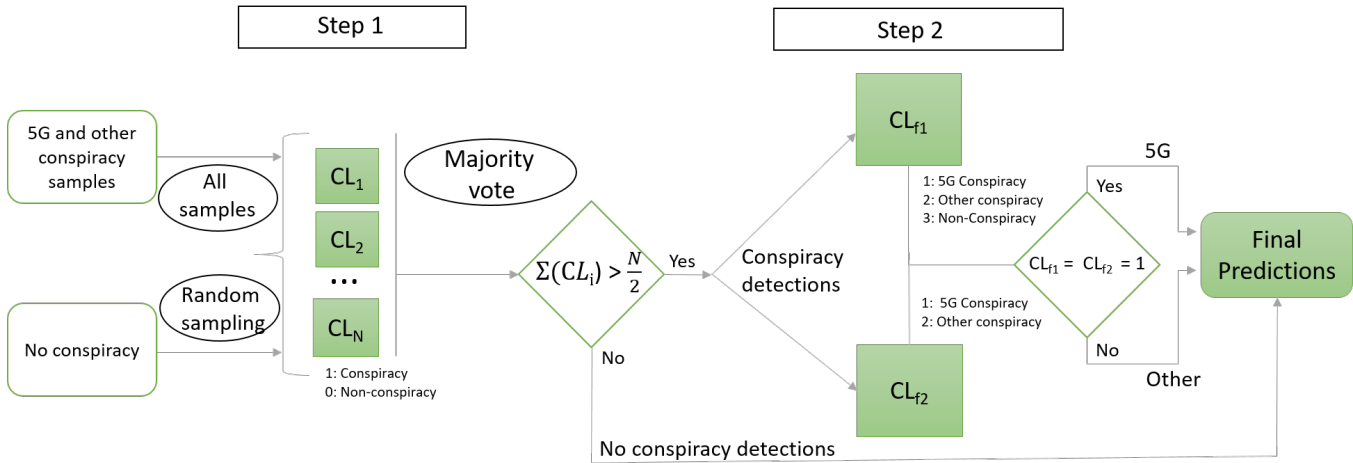 Step 1
Step 2
5G and other
conspiracy
samples
All
samples
No conspiracy
Random
sampling
CL1
CL2
...
CLN
1: Conspiracy
0: Non-conspiracy
Majority
vote
Σ(CLi) > N/2
Yes
No
Conspiracy
detections
No conspiracy detections
CLf1
1: 5G Conspiracy
2: Other conspiracy
3: Non-Conspiracy
1: 5G Conspiracy
2: Other conspiracy
CLf2
CLf1 = CLf2 = 1
5G
Yes
No
Other
Final
Predictions